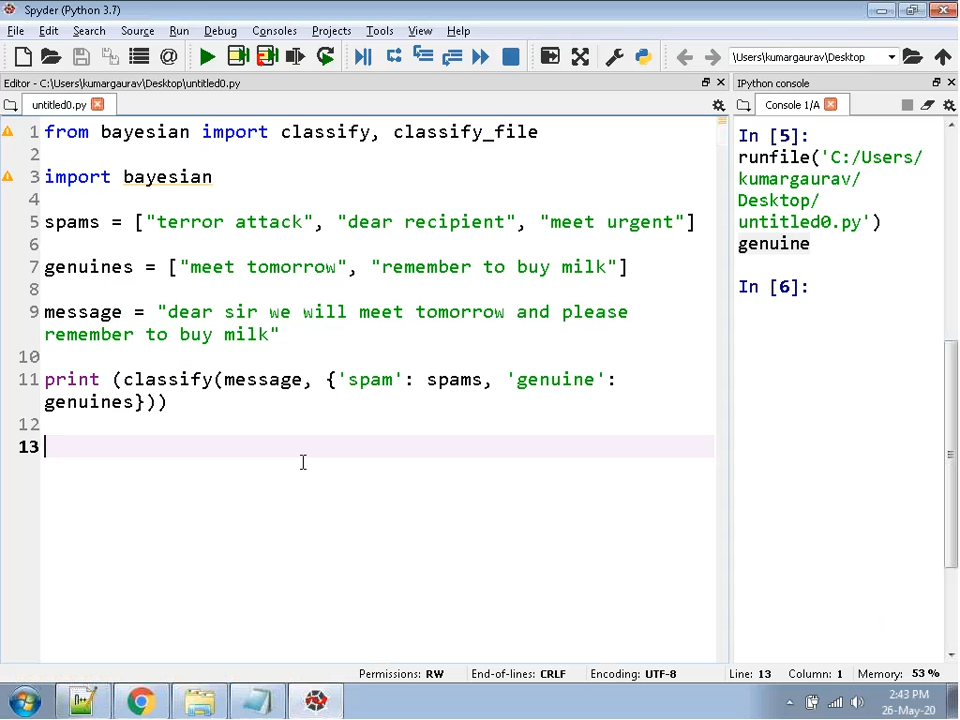 Spyder (Python 3.7)
File Edit Search Source Run Debug Consoles Projects Tools View Help
\Users\kumargaurav\Desktop
Editor - C:\Users\kumargaurav\Desktop\untitled0.py
IPython console
untitled0.py
Console 1/A
1 from bayesian import classify, classify_file
2
3 import bayesian
4
5 spams = ["terror attack", "dear recipient", "meet urgent"]
6
7 genuines = ["meet tomorrow", "remember to buy milk"]
8
9 message = "dear sir we will meet tomorrow and please
remember to buy milk"
10
11 print (classify(message, {'spam': spams, 'genuine':
genuines}))
12
13
In [5]:
runfile('C:/Users/
kumargaurav/
Desktop/
untitled0.py')
genuine
In [6]:
Permissions: RW End-of-lines: CRLF Encoding: UTF-8 Line: 13 Column: 1 Memory: 53 %
2:43 PM
26-May-20